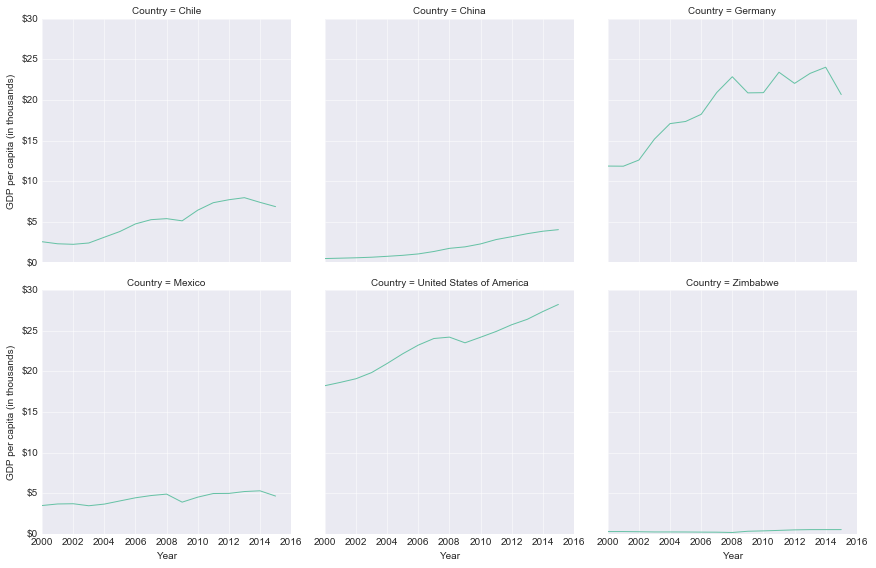 Country = Chile
Country = China
Country = Germany
GDP per capita (in thousands)
$30
$25
$20
$15
$10
$5
$0
Country = Mexico
Country = United States of America
Country = Zimbabwe
GDP per capita (in thousands)
$30
$25
$20
$15
$10
$5
$0
2000 2002 2004 2006 2008 2010 2012 2014 2016
2000 2002 2004 2006 2008 2010 2012 2014 2016
2000 2002 2004 2006 2008 2010 2012 2014 2016
Year
Year
Year